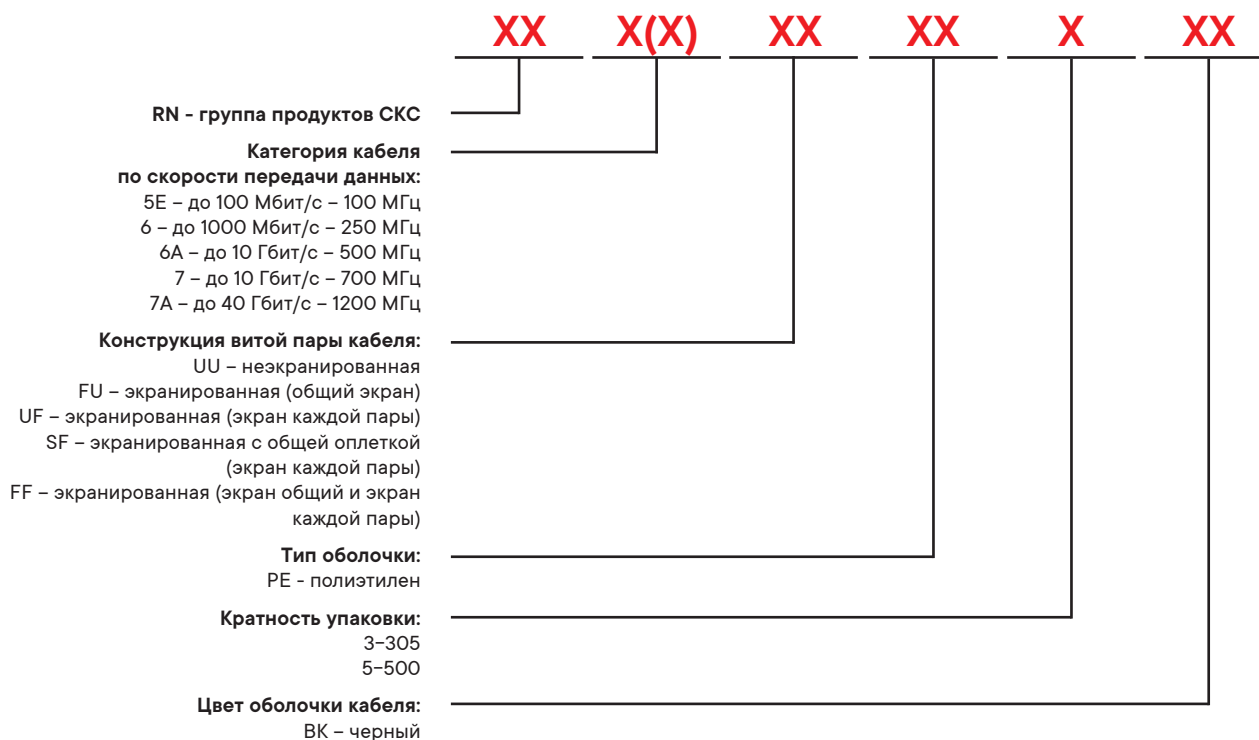 XX X(X) XX XX X XX
RN - группа продуктов СКС
Категория кабеля
по скорости передачи данных:
5E – до 100 Мбит/с – 100 МГц
6 – до 1000 Мбит/с – 250 МГц
6A – до 10 Гбит/с – 500 МГц
7 – до 10 Гбит/с – 700 МГц
7A – до 40 Гбит/с – 1200 МГц
Конструкция витой пары кабеля:
UU – неэкранированная
FU – экранированная (общий экран)
UF – экранированная (экран каждой пары)
SF – экранированная с общей оплеткой
(экран каждой пары)
FF – экранированная (экран общий и экран
каждой пары)
Тип оболочки:
PE - полиэтилен
Кратность упаковки:
3–305
5–500
Цвет оболочки кабеля:
BK – черный